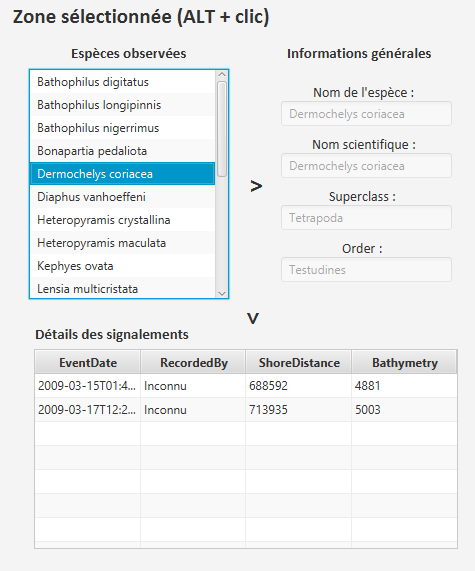 Zone sélectionnée (ALT + clic)
Espèces observées
Bathophilus digitatus
Bathophilus longipinnis
Bathophilus nigerrimus
Bonapartia pedaliota
Dermochelys coriacea
Diaphus vanhoeffeni
Heteropyramis crystallina
Heteropyramis maculata
Kephyes ovata
Lensia multicristata
>
Informations générales
Nom de l'espèce :
Dermochelys coriacea
Nom scientifique :
Dermochelys coriacea
Superclass :
Tetrapoda
Order :
Testudines
>
Détails des signalements
EventDate RecordedBy ShoreDistance Bathymetry
2009-03-15T01:4... Inconnu 688592 4881
2009-03-17T12:2... Inconnu 713935 5003